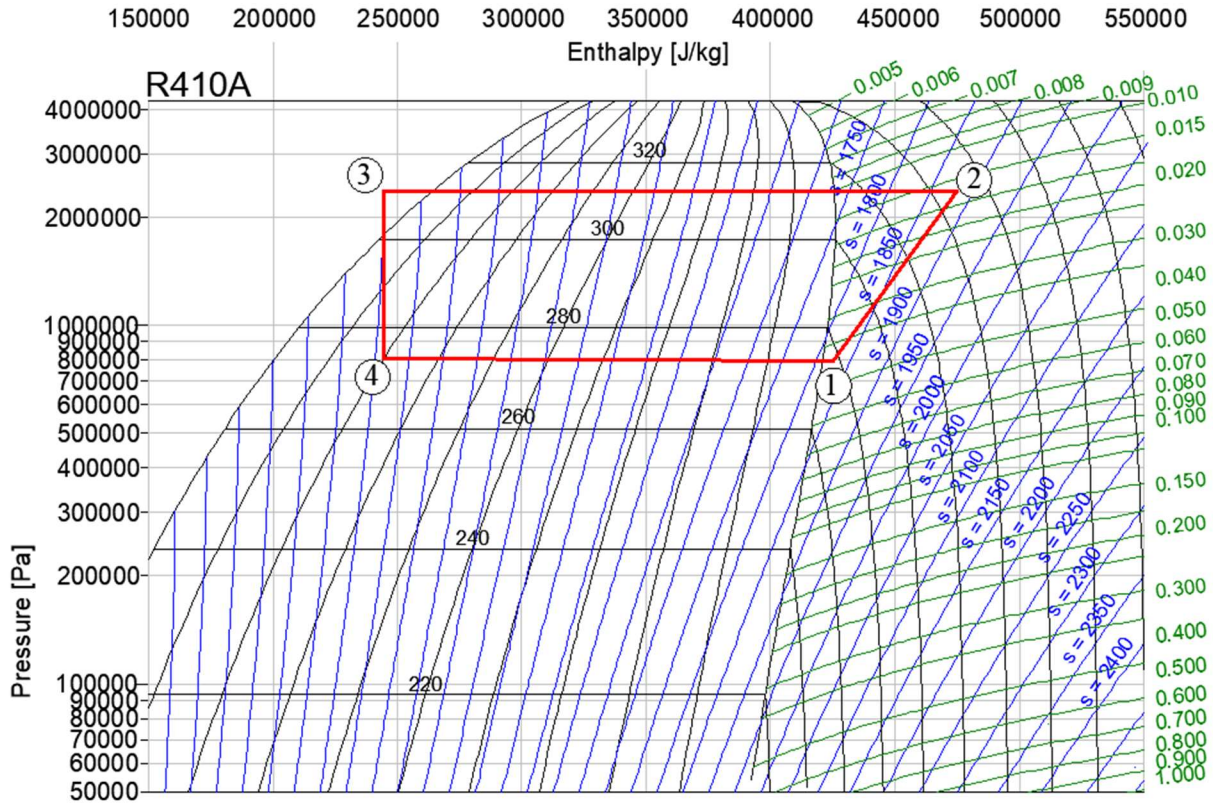 150000 200000 250000 300000 350000 400000 450000 500000 550000
Enthalpy [J/kg]
R410A
0.005 0.006 0.007 0.008 0.009 0.010
4000000
0.015
s = 1750
3000000
320
3
2
0.020
2000000
s = 1800
300
0.030
s = 1850
0.040
s = 1900
0.050
1000000
280
0.060
800000
0.070
700000
4
1
s = 1950
0.080
600000
0.090
260
s = 2000
0.100
500000
s = 2050
400000
s = 2100
0.150
300000
s = 2150
s = 2200
s = 2250
0.200
240
200000
Pressure [Pa]
s = 2300
0.300
s = 2350
0.400
s = 2400
0.500
100000
220
0.600
90000
80000
0.700
70000
0.800
60000
0.900
50000
1.000